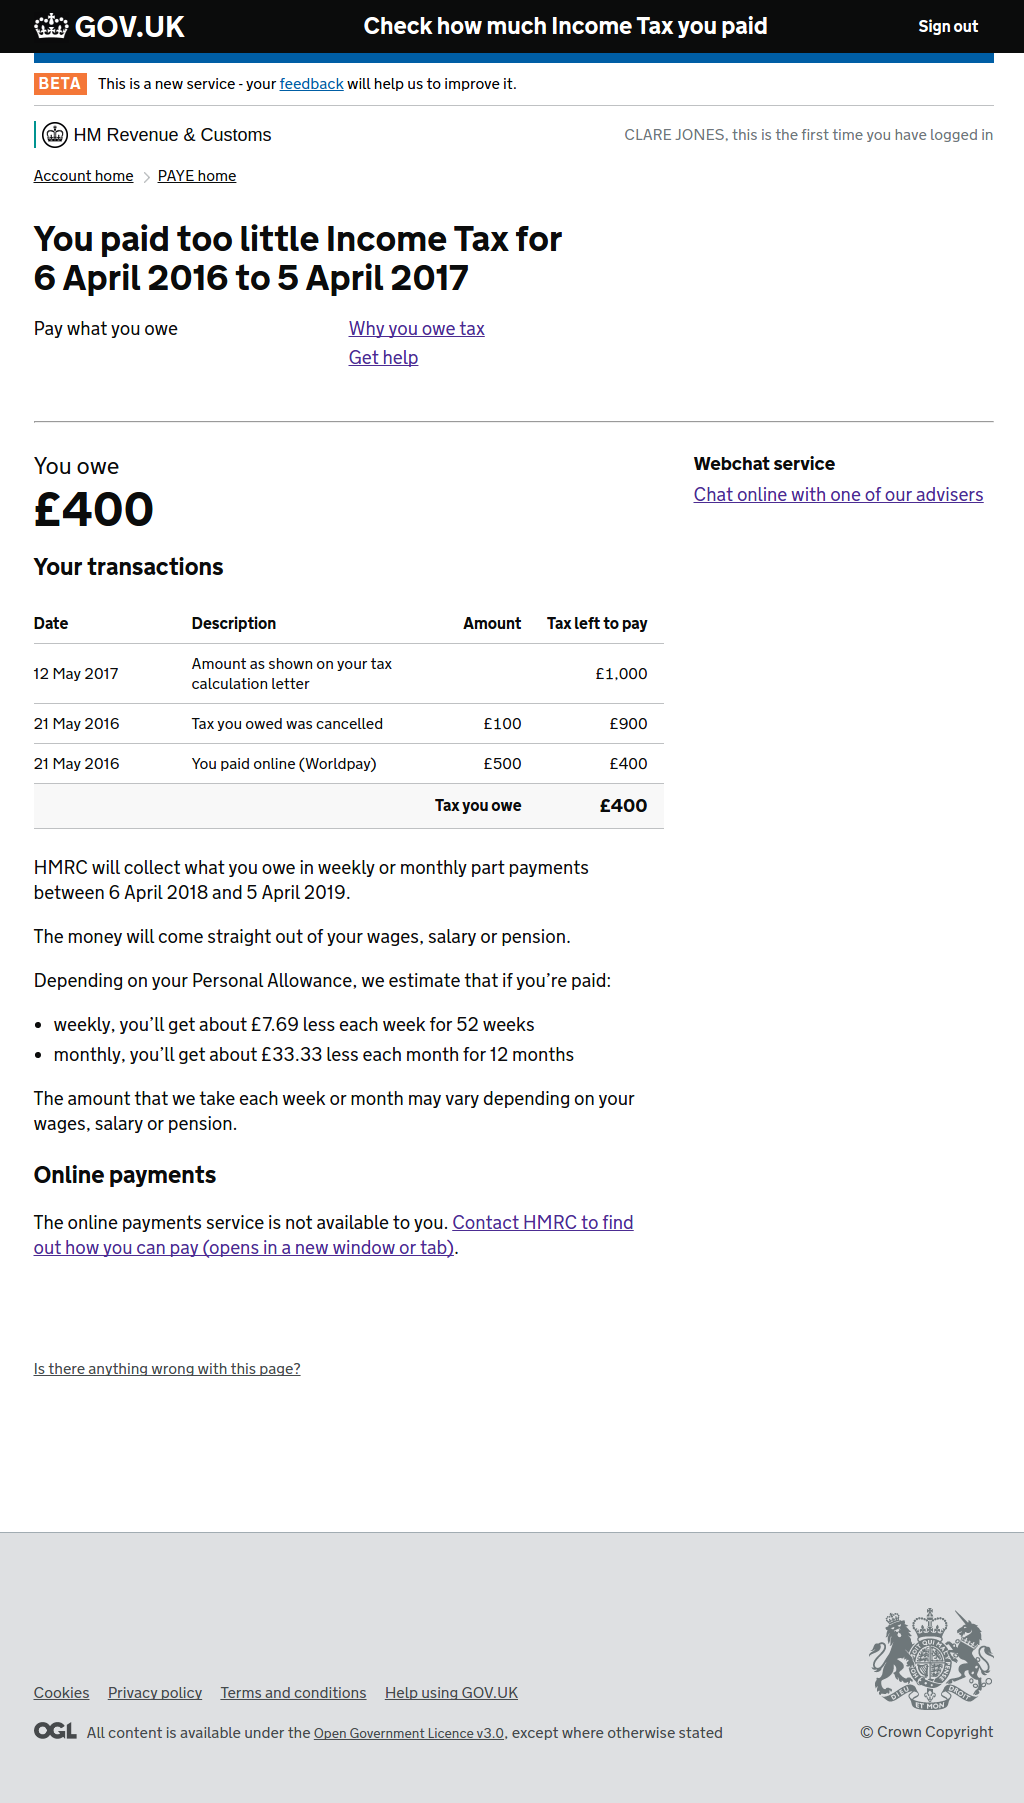 GOV.UK Check how much Income Tax you paid Sign out
BETA This is a new service - your feedback will help us to improve it.
HM Revenue & Customs CLARE JONES, this is the first time you have logged in
Account home PAYE home
You paid too little Income Tax for
6 April 2016 to 5 April 2017
Pay what you owe Why you owe tax
Get help
You owe
£400
Webchat service
Chat online with one of our advisers
Your transactions
Date Description Amount Tax left to pay
12 May 2017 Amount as shown on your tax calculation letter £1,000
21 May 2016 Tax you owed was cancelled £100 £900
21 May 2016 You paid online (Worldpay) £500 £400
Tax you owe £400
HMRC will collect what you owe in weekly or monthly part payments
between 6 April 2018 and 5 April 2019.
The money will come straight out of your wages, salary or pension.
Depending on your Personal Allowance, we estimate that if you’re paid:
• weekly, you’ll get about £7.69 less each week for 52 weeks
• monthly, you’ll get about £33.33 less each month for 12 months
The amount that we take each week or month may vary depending on your
wages, salary or pension.
Online payments
The online payments service is not available to you. Contact HMRC to find
out how you can pay (opens in a new window or tab).
Is there anything wrong with this page?
Cookies Privacy policy Terms and conditions Help using GOV.UK
OGL All content is available under the Open Government Licence v3.0, except where otherwise stated
© Crown Copyright